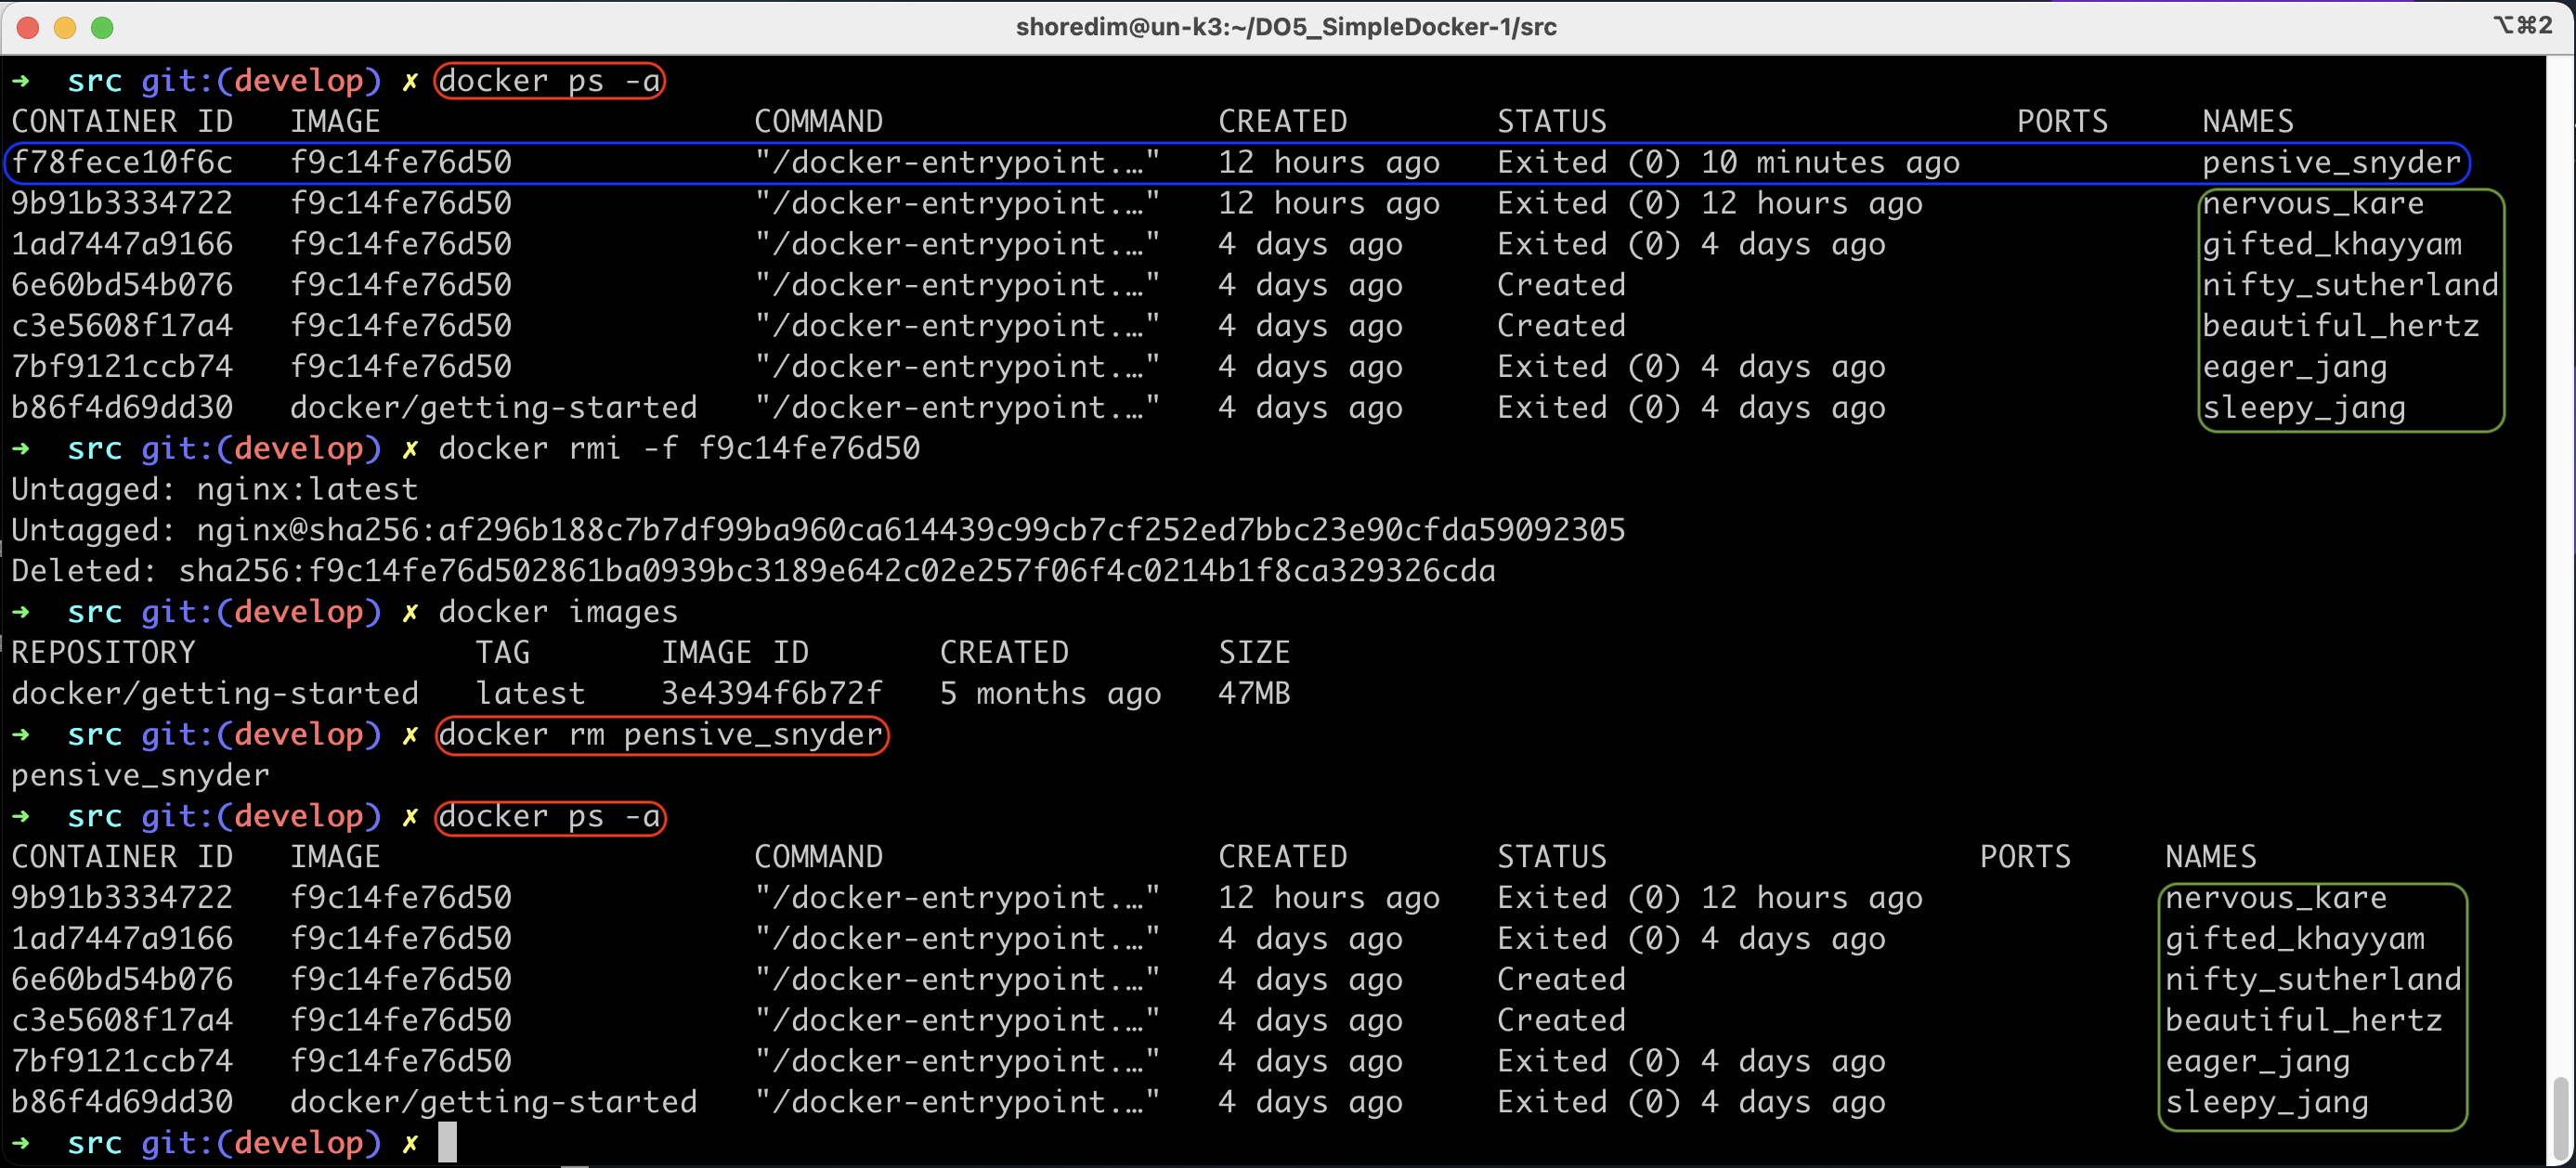 shoredim@un-k3:~/DO5_SimpleDocker-1/src ⌥⌘2
➜ src git:(develop) ✗ docker ps -a
CONTAINER ID IMAGE COMMAND CREATED STATUS PORTS NAMES
f78fece10f6c f9c14fe76d50 "/docker-entrypoint.…" 12 hours ago Exited (0) 10 minutes ago pensive_snyder
9b91b3334722 f9c14fe76d50 "/docker-entrypoint.…" 12 hours ago Exited (0) 12 hours ago nervous_kare
1ad7447a9166 f9c14fe76d50 "/docker-entrypoint.…" 4 days ago Exited (0) 4 days ago gifted_khayyam
6e60bd54b076 f9c14fe76d50 "/docker-entrypoint.…" 4 days ago Created nifty_sutherland
c3e5608f17a4 f9c14fe76d50 "/docker-entrypoint.…" 4 days ago Created beautiful_hertz
7bf9121ccb74 f9c14fe76d50 "/docker-entrypoint.…" 4 days ago Exited (0) 4 days ago eager_jang
b86f4d69dd30 docker/getting-started "/docker-entrypoint.…" 4 days ago Exited (0) 4 days ago sleepy_jang
➜ src git:(develop) ✗ docker rmi -f f9c14fe76d50
Untagged: nginx:latest
Untagged: nginx@sha256:af296b188c7b7df99ba960ca614439c99cb7cf252ed7bbc23e90cfda59092305
Deleted: sha256:f9c14fe76d502861ba0939bc3189e642c02e257f06f4c0214b1f8ca329326cda
➜ src git:(develop) ✗ docker images
REPOSITORY TAG IMAGE ID CREATED SIZE
docker/getting-started latest 3e4394f6b72f 5 months ago 47MB
➜ src git:(develop) ✗ docker rm pensive_snyder
pensive_snyder
➜ src git:(develop) ✗ docker ps -a
CONTAINER ID IMAGE COMMAND CREATED STATUS PORTS NAMES
9b91b3334722 f9c14fe76d50 "/docker-entrypoint.…" 12 hours ago Exited (0) 12 hours ago nervous_kare
1ad7447a9166 f9c14fe76d50 "/docker-entrypoint.…" 4 days ago Exited (0) 4 days ago gifted_khayyam
6e60bd54b076 f9c14fe76d50 "/docker-entrypoint.…" 4 days ago Created nifty_sutherland
c3e5608f17a4 f9c14fe76d50 "/docker-entrypoint.…" 4 days ago Created beautiful_hertz
7bf9121ccb74 f9c14fe76d50 "/docker-entrypoint.…" 4 days ago Exited (0) 4 days ago eager_jang
b86f4d69dd30 docker/getting-started "/docker-entrypoint.…" 4 days ago Exited (0) 4 days ago sleepy_jang
➜ src git:(develop) ✗